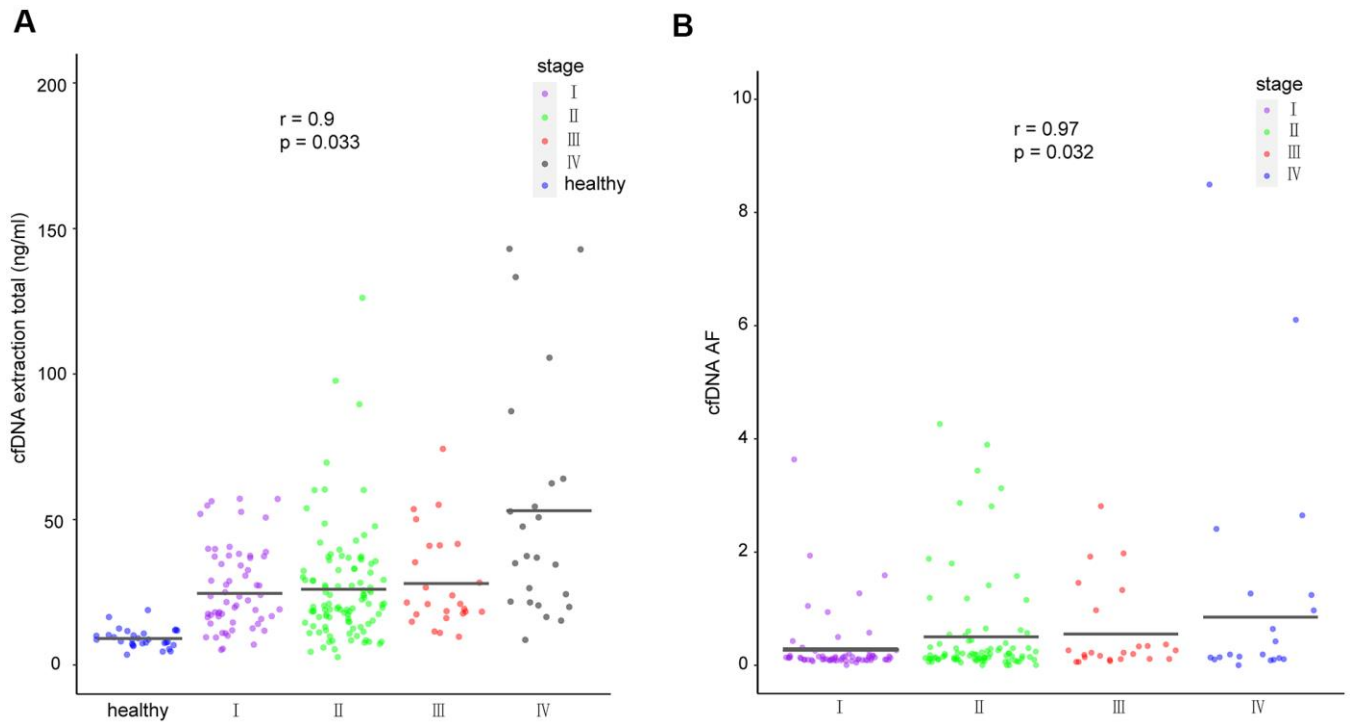 A
cfDNA extraction total (ng/ml)
200
150
100
50
0
r = 0.9
p = 0.033
stage
Ⅰ
Ⅱ
Ⅲ
Ⅳ
healthy
healthy Ⅰ Ⅱ Ⅲ Ⅳ
B
cfDNA AF
10
8
6
4
2
0
r = 0.97
p = 0.032
stage
Ⅰ
Ⅱ
Ⅲ
Ⅳ
Ⅰ Ⅱ Ⅲ Ⅳ